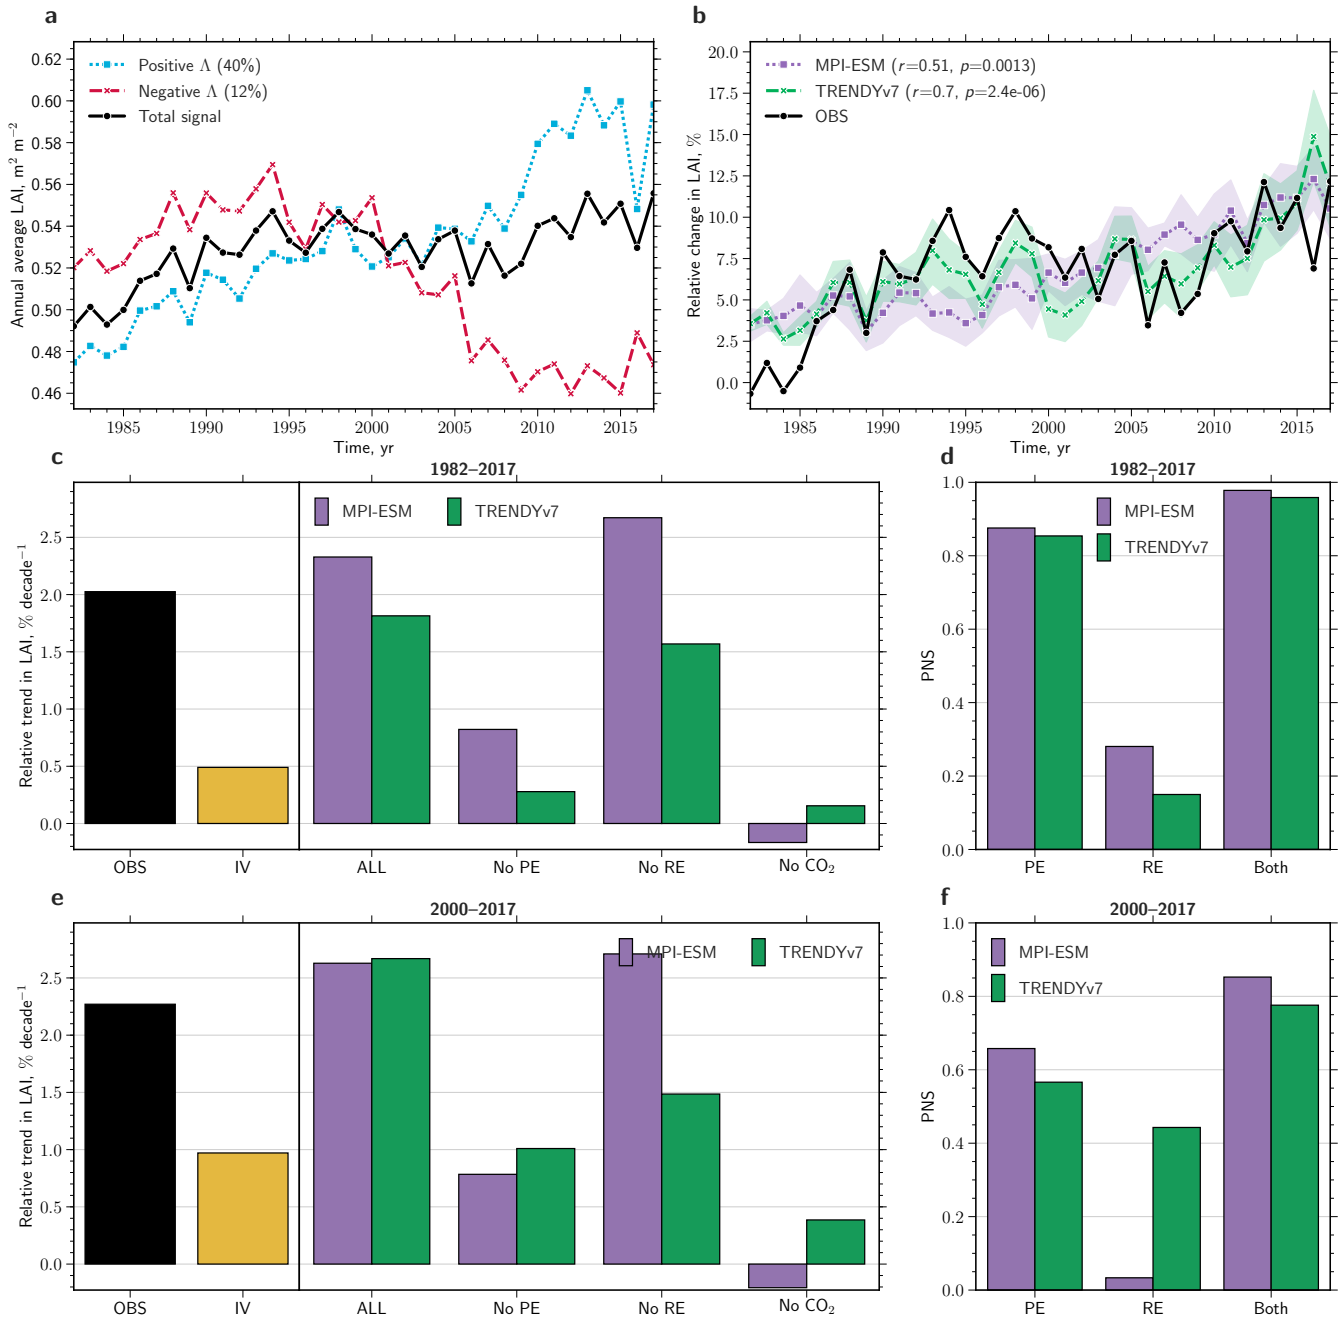 a
0.62
0.60
0.58
0.56
0.54
0.52
0.50
0.48
0.46
Annual average LAI, m² m⁻²
Positive Λ (40%)
Negative Λ (12%)
Total signal
1985
1990
1995
2000
2005
2010
2015
Time, yr
b
20.0
17.5
15.0
12.5
10.0
7.5
5.0
2.5
0.0
Relative change in LAI, %
MPI-ESM (r=0.51, p=0.0013)
TRENDYv7 (r=0.7, p=2.4e-06)
OBS
1985
1990
1995
2000
2005
2010
2015
Time, yr
c
1982–2017
2.5
2.0
1.5
1.0
0.5
0.0
Relative trend in LAI, % decade⁻¹
MPI-ESM
TRENDYv7
OBS
IV
ALL
No PE
No RE
No CO₂
d
1982–2017
1.0
0.8
0.6
0.4
0.2
0.0
PNS
MPI-ESM
TRENDYv7
PE
RE
Both
e
2000–2017
2.5
2.0
1.5
1.0
0.5
0.0
Relative trend in LAI, % decade⁻¹
MPI-ESM
TRENDYv7
OBS
IV
ALL
No PE
No RE
No CO₂
f
2000–2017
1.0
0.8
0.6
0.4
0.2
0.0
PNS
MPI-ESM
TRENDYv7
PE
RE
Both